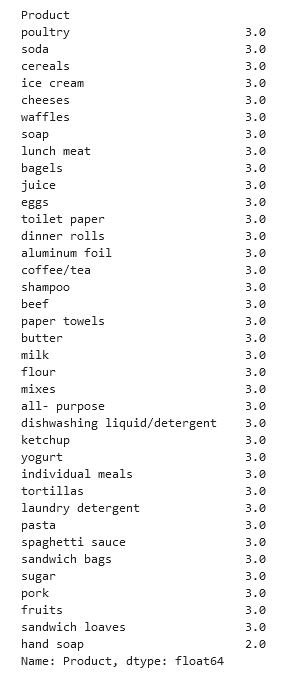 Product
poultry 3.0
soda 3.0
cereals 3.0
ice cream 3.0
cheeses 3.0
waffles 3.0
soap 3.0
lunch meat 3.0
bagels 3.0
juice 3.0
eggs 3.0
toilet paper 3.0
dinner rolls 3.0
aluminum foil 3.0
coffee/tea 3.0
shampoo 3.0
beef 3.0
paper towels 3.0
butter 3.0
milk 3.0
flour 3.0
mixes 3.0
all- purpose 3.0
dishwashing liquid/detergent 3.0
ketchup 3.0
yogurt 3.0
individual meals 3.0
tortillas 3.0
laundry detergent 3.0
pasta 3.0
spaghetti sauce 3.0
sandwich bags 3.0
sugar 3.0
pork 3.0
fruits 3.0
sandwich loaves 3.0
hand soap 2.0
Name: Product, dtype: float64